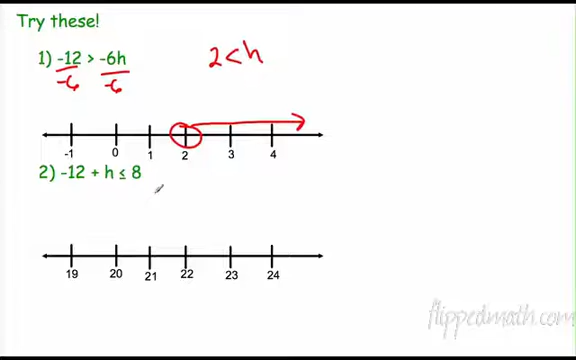 Try these!
1) -12 > -6h
-6 -6
2 < h
-1 0 1 2 3 4
2) -12 + h ≤ 8
19 20 21 22 23 24
flippedmath.com